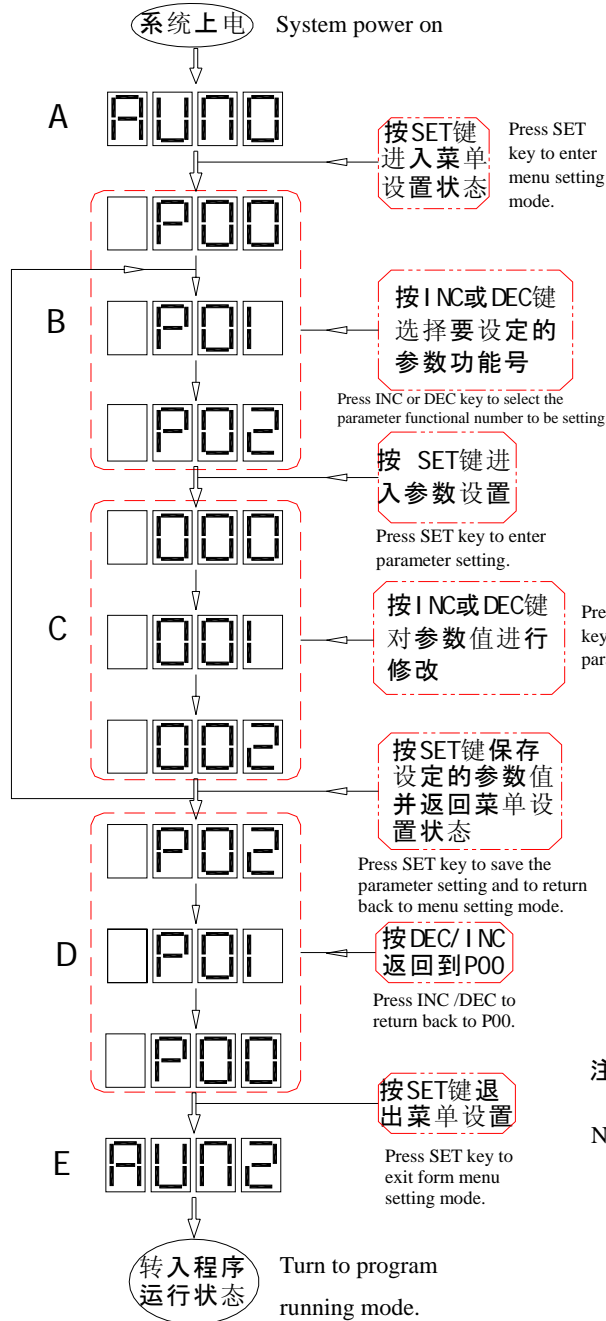 系统上电
System power on
A
AUN0
按SET键
进入菜单
设置状态
Press SET
key to enter
menu setting
mode.
P00
B
P01
按INC或DEC键
选择要设定的
参数功能号
Press INC or DEC key to select the
parameter functional number to be setting
P02
按 SET键进
入参数设置
Press SET key to enter
parameter setting.
000
C
001
按INC或DEC键
对参数值进行
修改
002
按SET键保存
设定的参数值
并返回菜单设
置状态
Press SET key to save the
parameter setting and to return
back to menu setting mode.
P02
D
P01
按DEC/INC
返回到P00
Press INC /DEC to
return back to P00.
P00
按SET键退
出菜单设置
Press SET key to
exit form menu
setting mode.
E
AUN2
转入程序
运行状态
Turn to program
running mode.